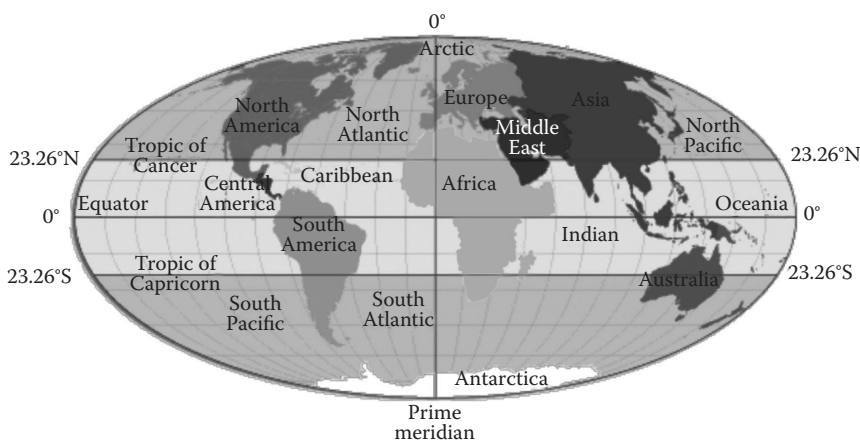 0°
Arctic
North
America
North
Atlantic
Europe
Asia
Middle
East
North
Pacific
23.26°N
Tropic of
Cancer
23.26°N
Caribbean
Central
America
Africa
Equator
Oceania
0°
0°
South
America
Indian
23.26°S
Tropic of
Capricorn
Australia
23.26°S
South
Pacific
South
Atlantic
Antarctica
Prime
meridian